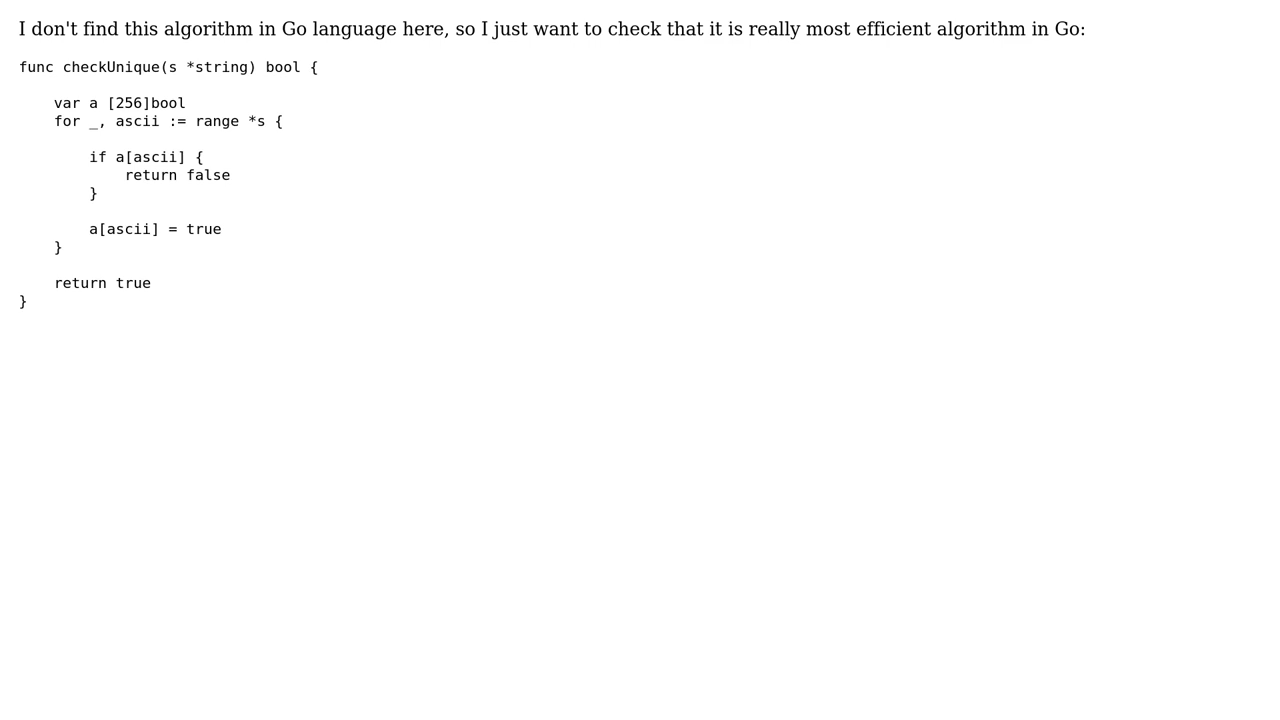 I don't find this algorithm in Go language here, so I just want to check that it is really most efficient algorithm in Go:
func checkUnique(s *string) bool {
    var a [256]bool
    for _, ascii := range *s {
        if a[ascii] {
            return false
        }
        a[ascii] = true
    }
    return true
}